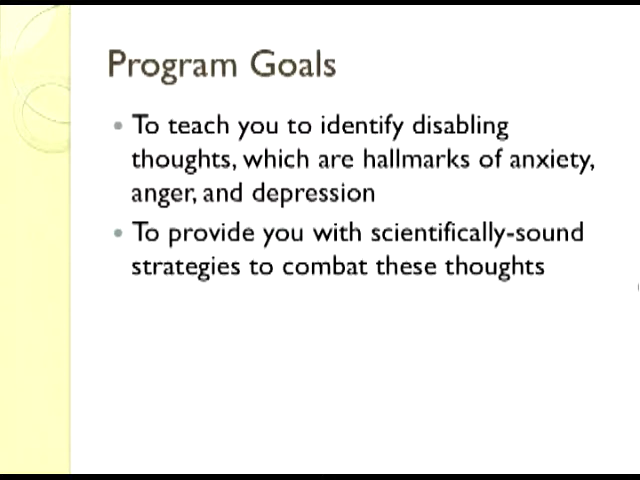 Program Goals
• To teach you to identify disabling
thoughts, which are hallmarks of anxiety,
anger, and depression
• To provide you with scientifically-sound
strategies to combat these thoughts